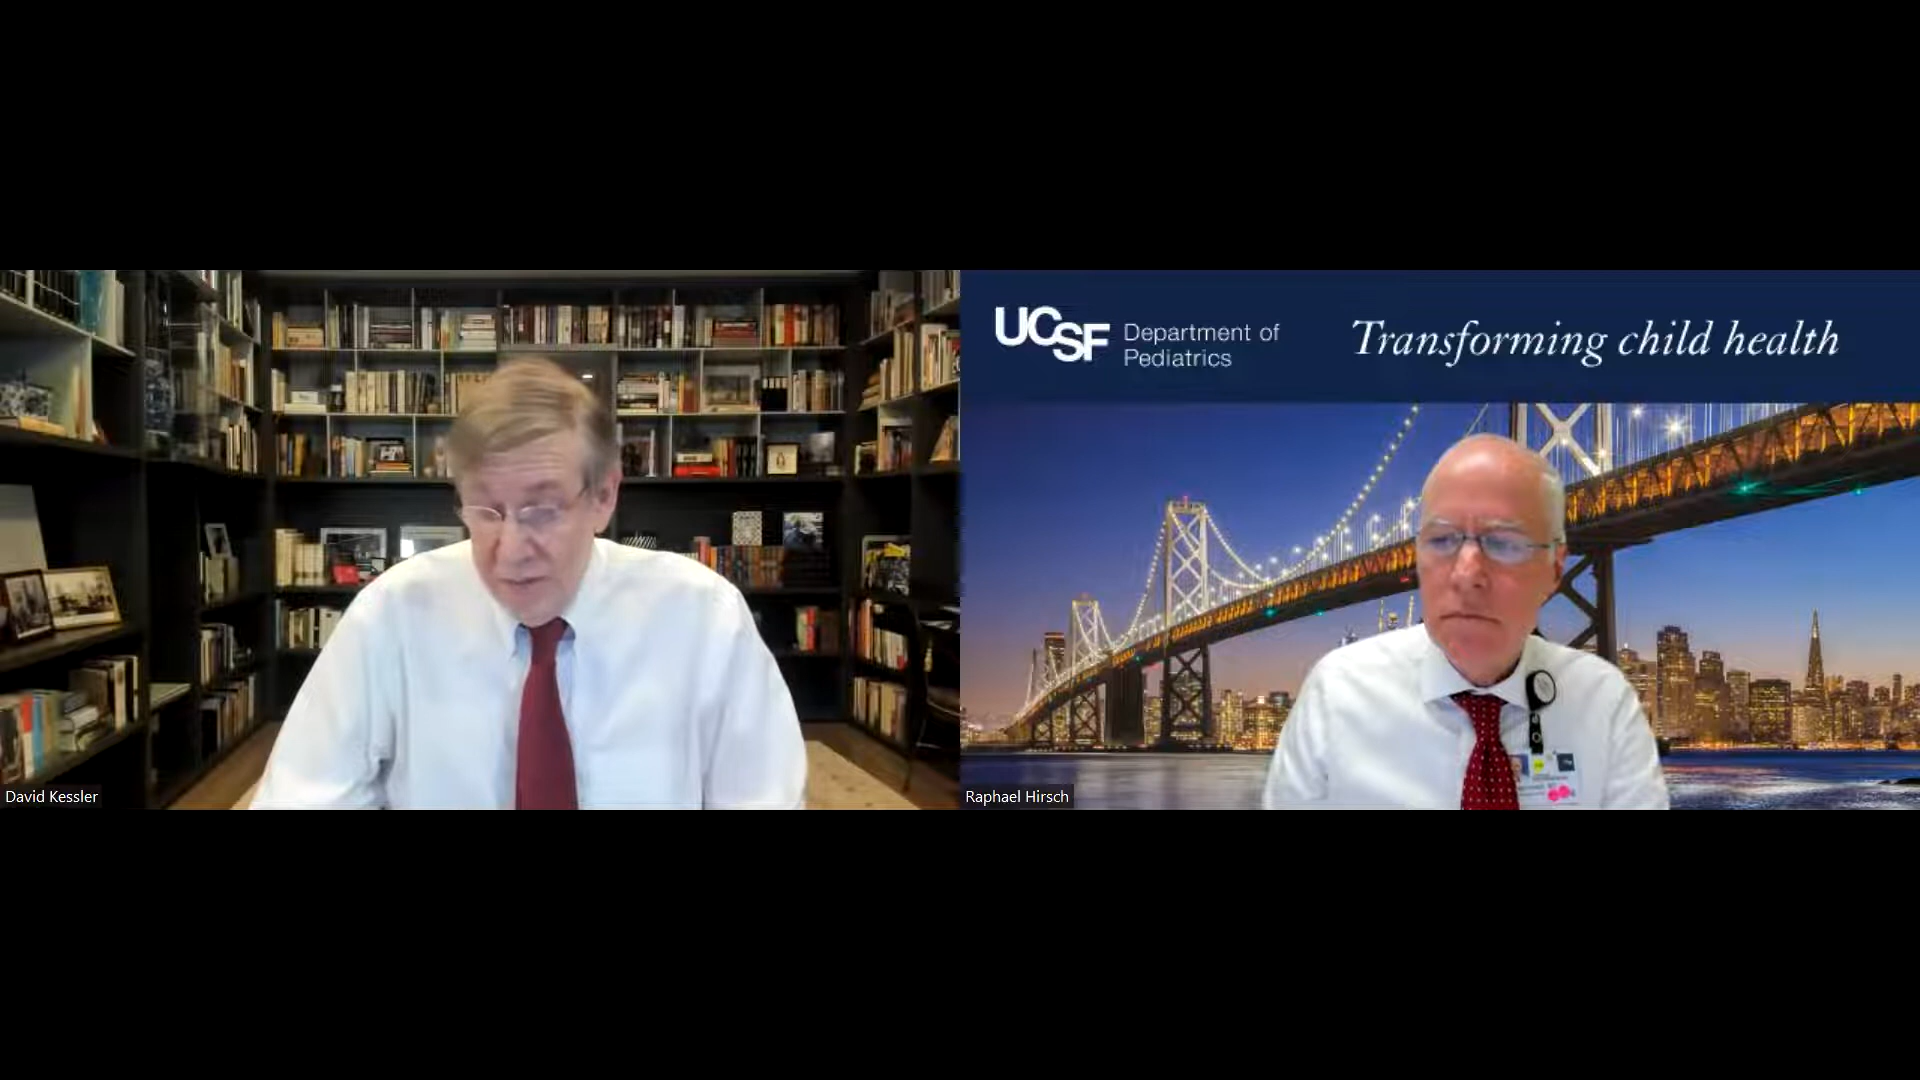 UCSF
Department of
Pediatrics
Transforming child health
David Kessler
Raphael Hirsch